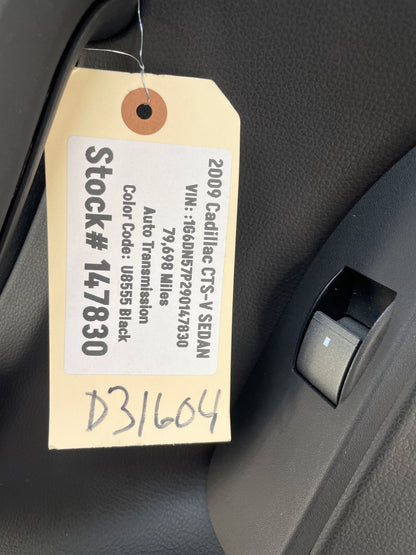 2009 Cadillac CTS-V SEDAN
VIN: :1G6DN57P290147830
79,698 Miles
Auto Transmission
Color Code: U8555 Black
Stock# 147830
D31604